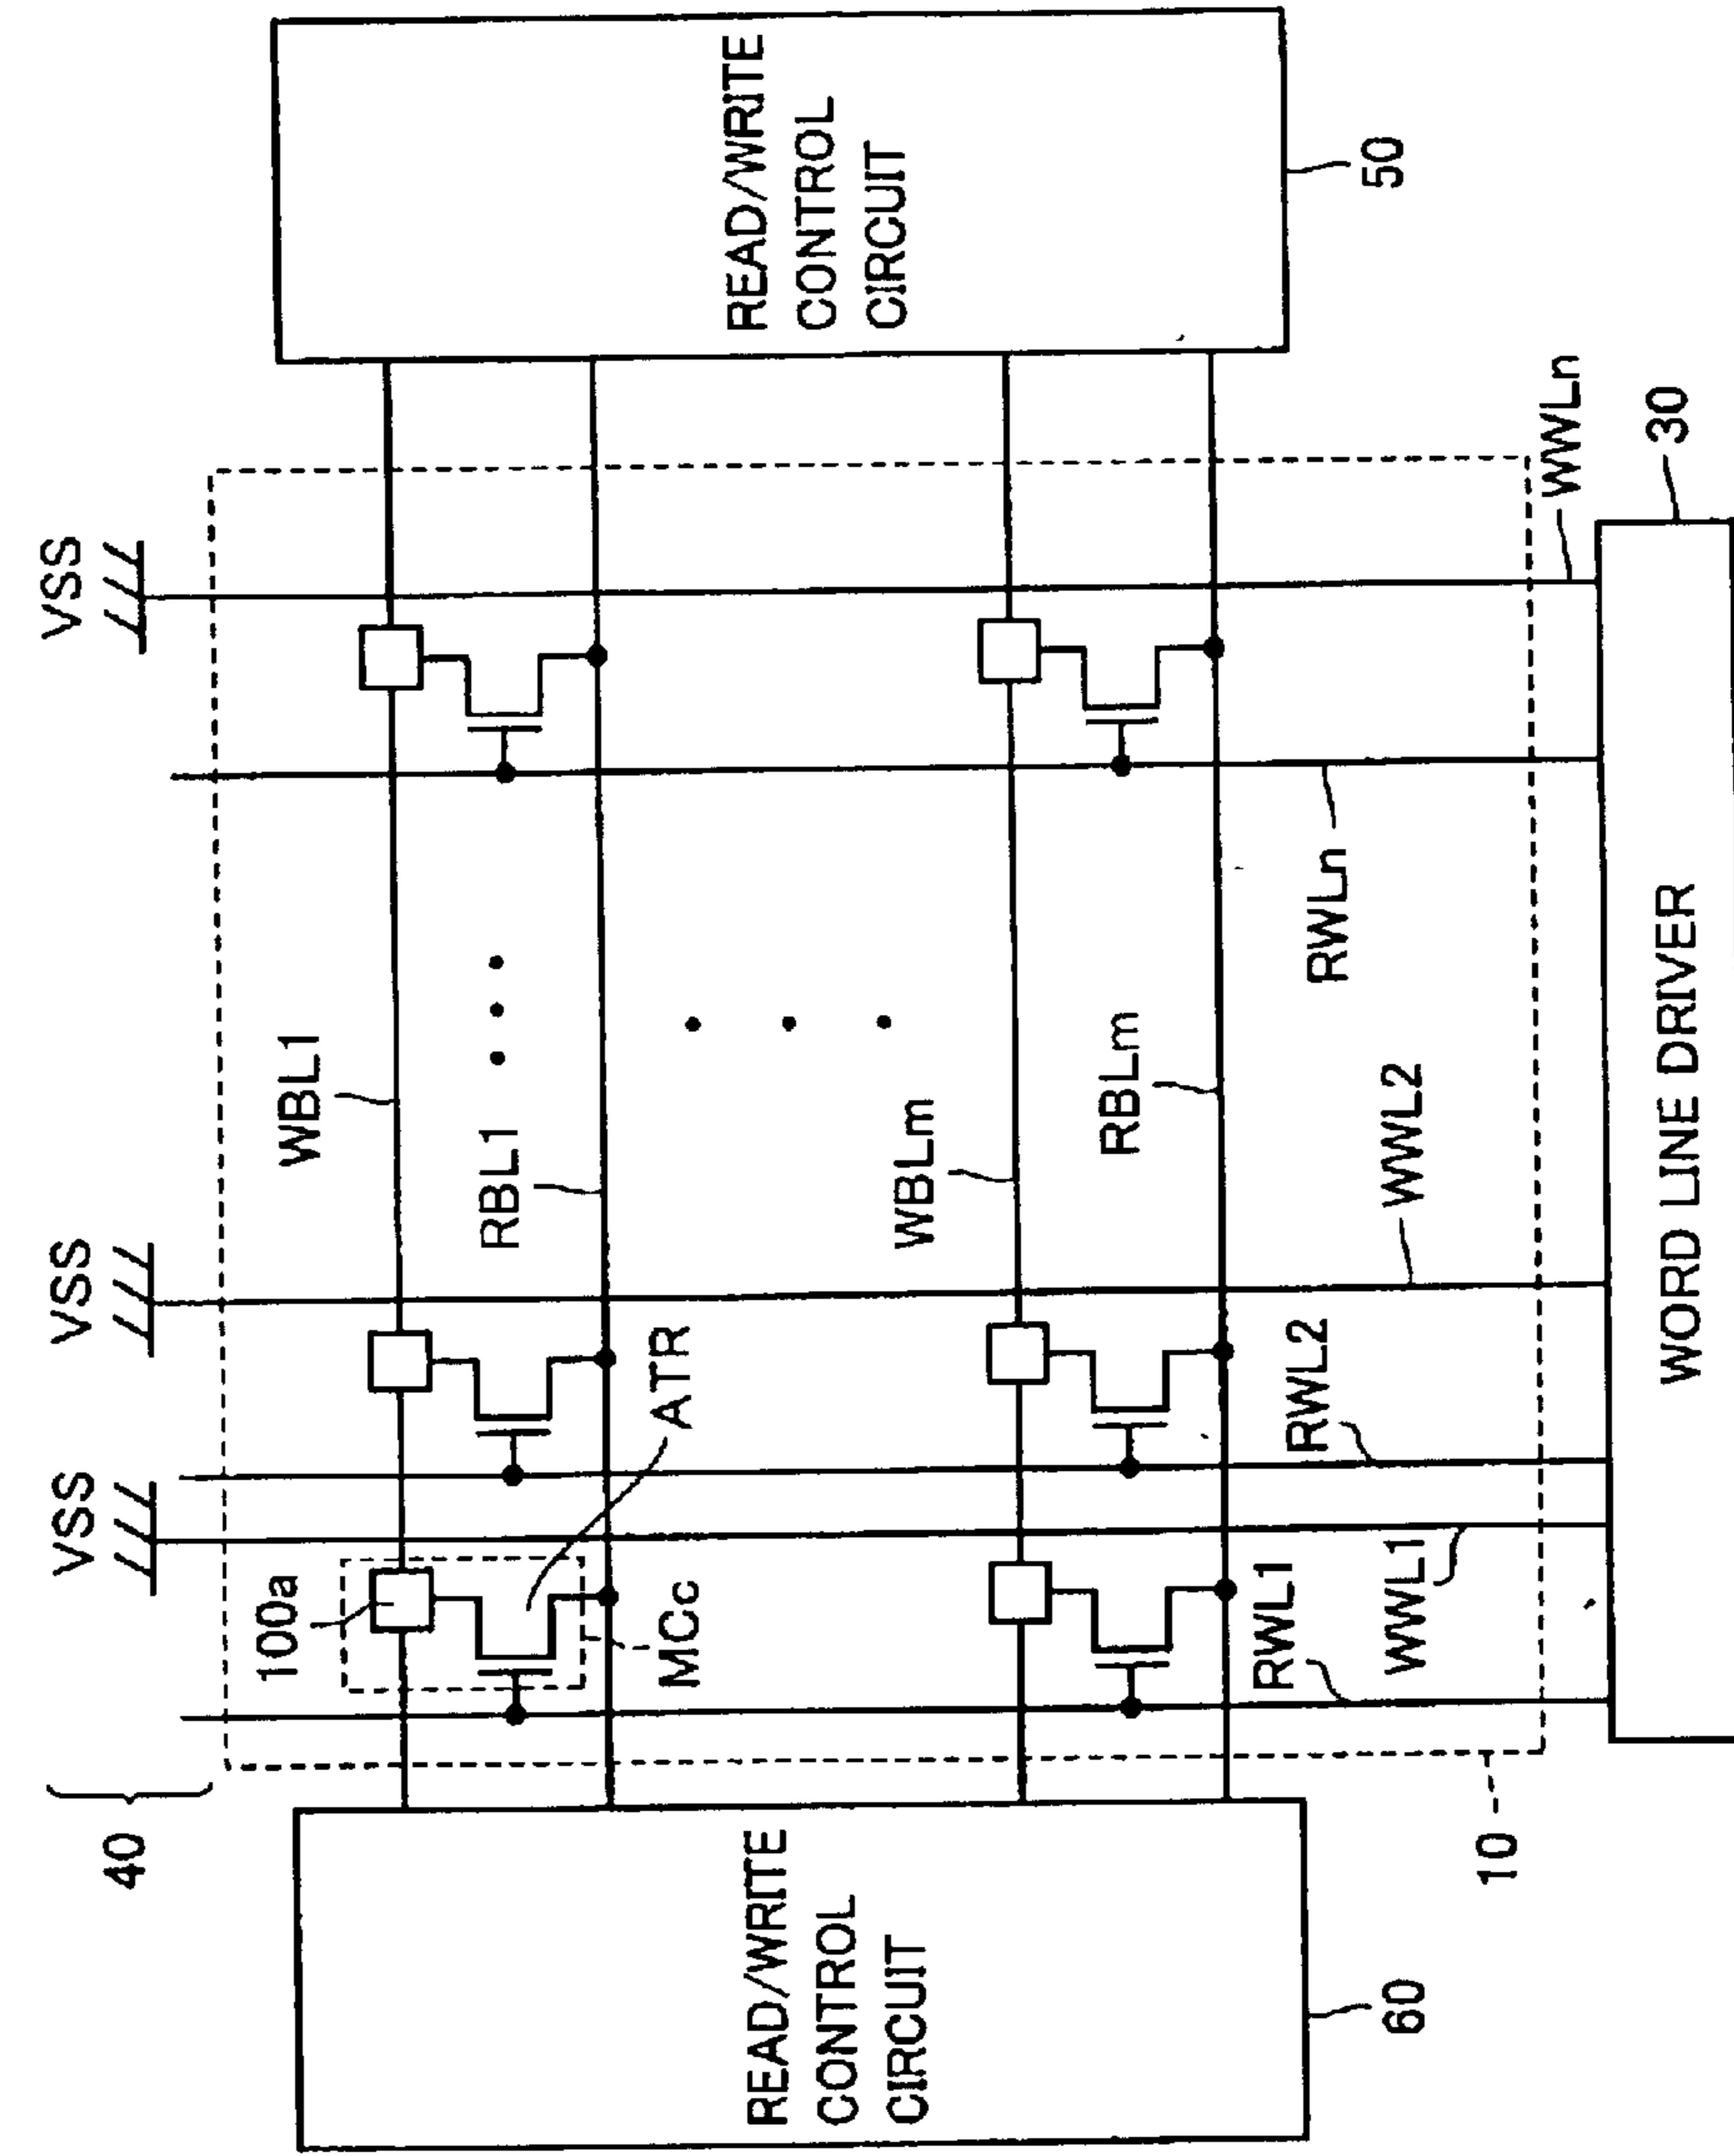 READ/WRITE
CONTROL
CIRCUIT
50
VSS
VSS
VSS
40
WBL1
RBL1
WBLm
RBLm
100a
ATR
MCc
RWL1
WWL1
RWL2
WWL2
RWLn
WWLn
30
WORD LINE DRIVER
10
READ/WRITE
CONTROL
CIRCUIT
60